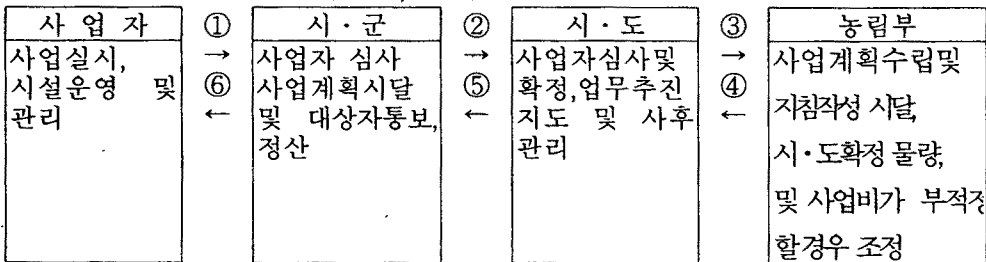 사 업 자 ① 시·군 ② 시·도 ③ 농림부
사업실시, → 사업자 심사 → 사업자심사및 → 사업계획수립및
시설운영 및 ⑥ 사업계획시달 ⑤ 확정,업무추진 ④ 지침작성 시달,
관리 ← 및 대상자통보, ← 지도 및 사후 ← 시·도확정 물량,
정산 관리
및 사업비가 부적정
할경우 조정